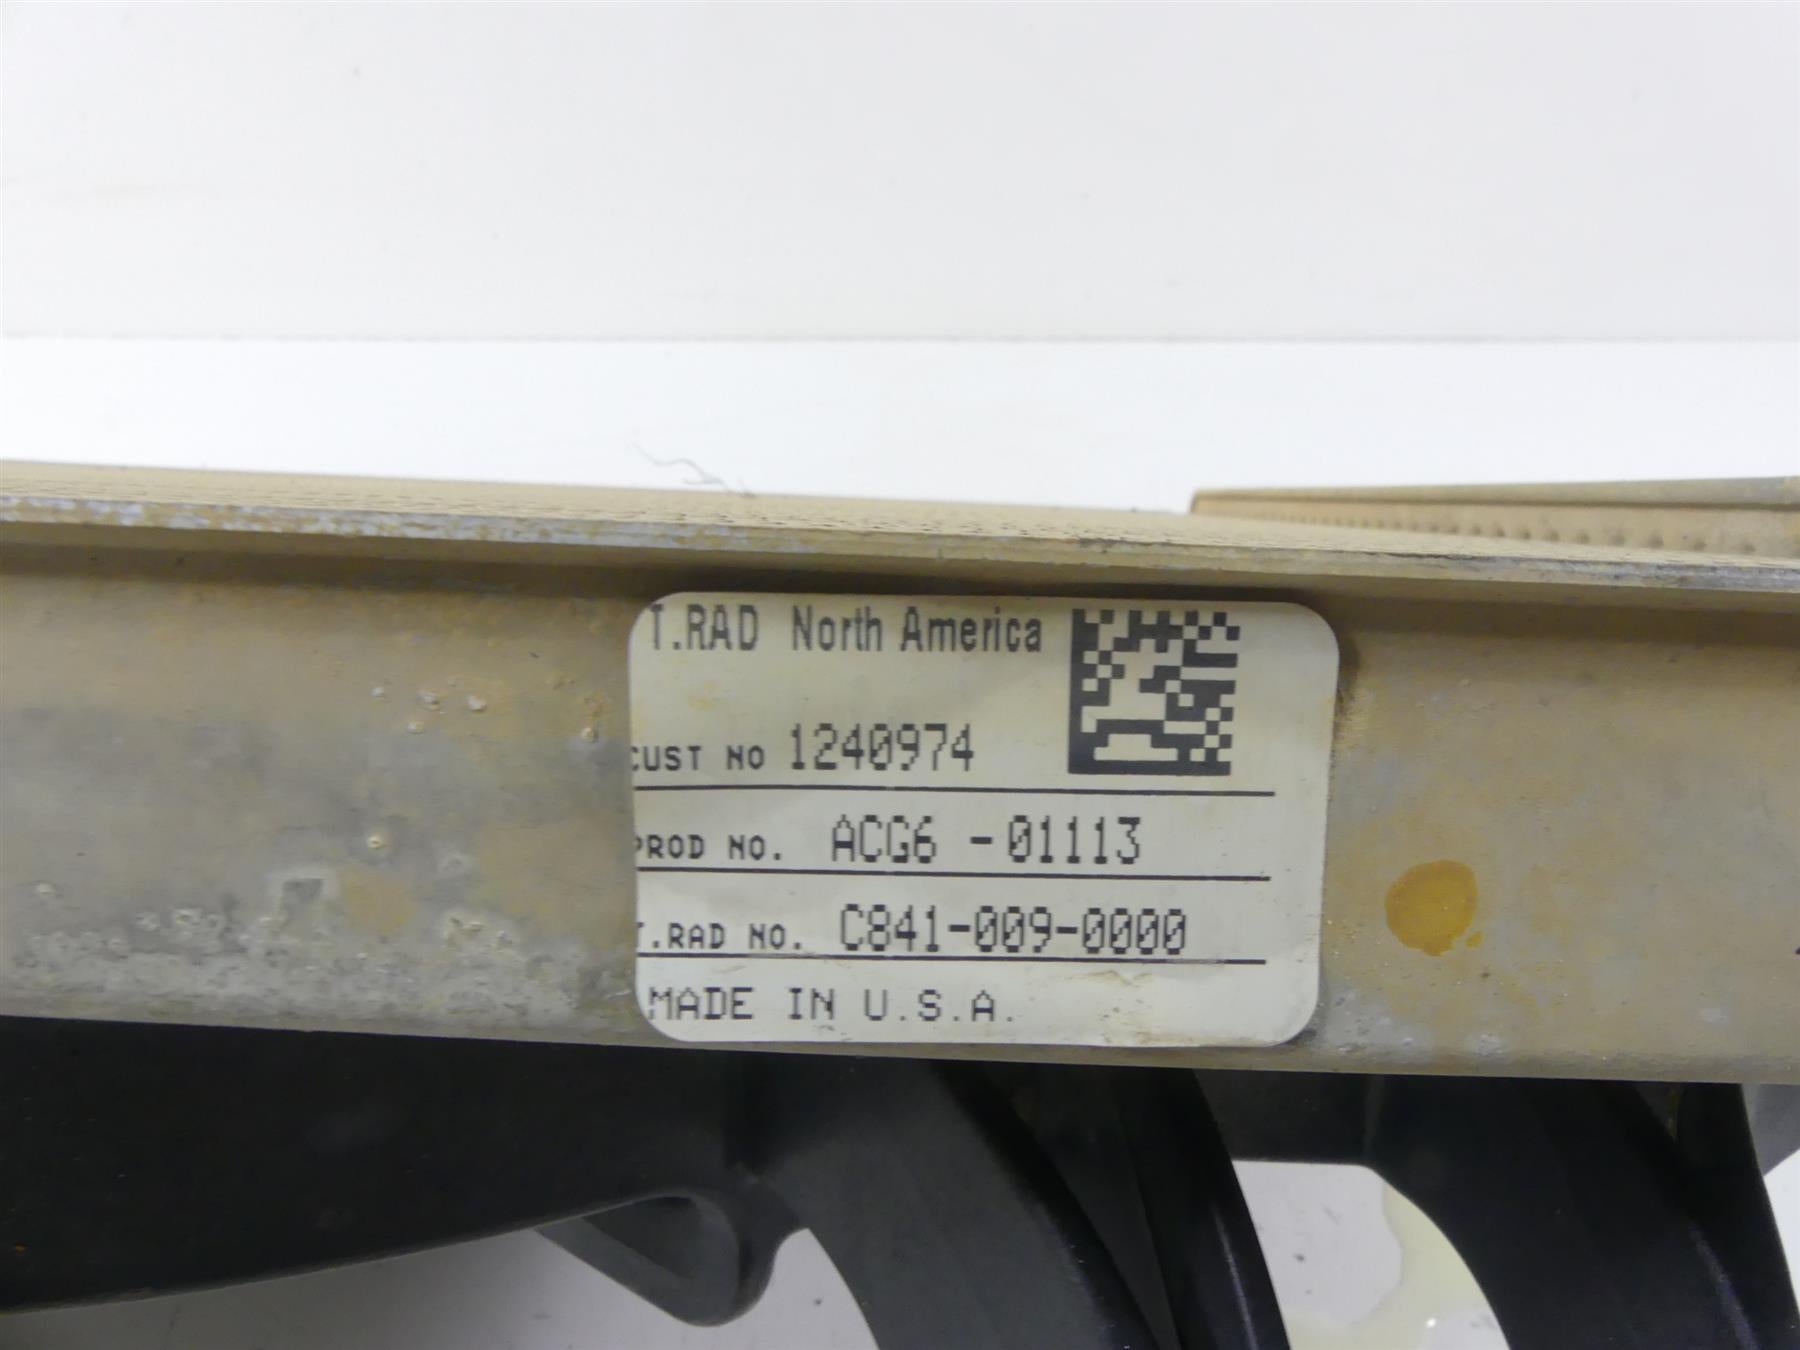 T.RAD North America
CUST NO 1240974
PROD NO. ACG6 -01113
T.RAD NO. C841-009-0000
MADE IN U.S.A.